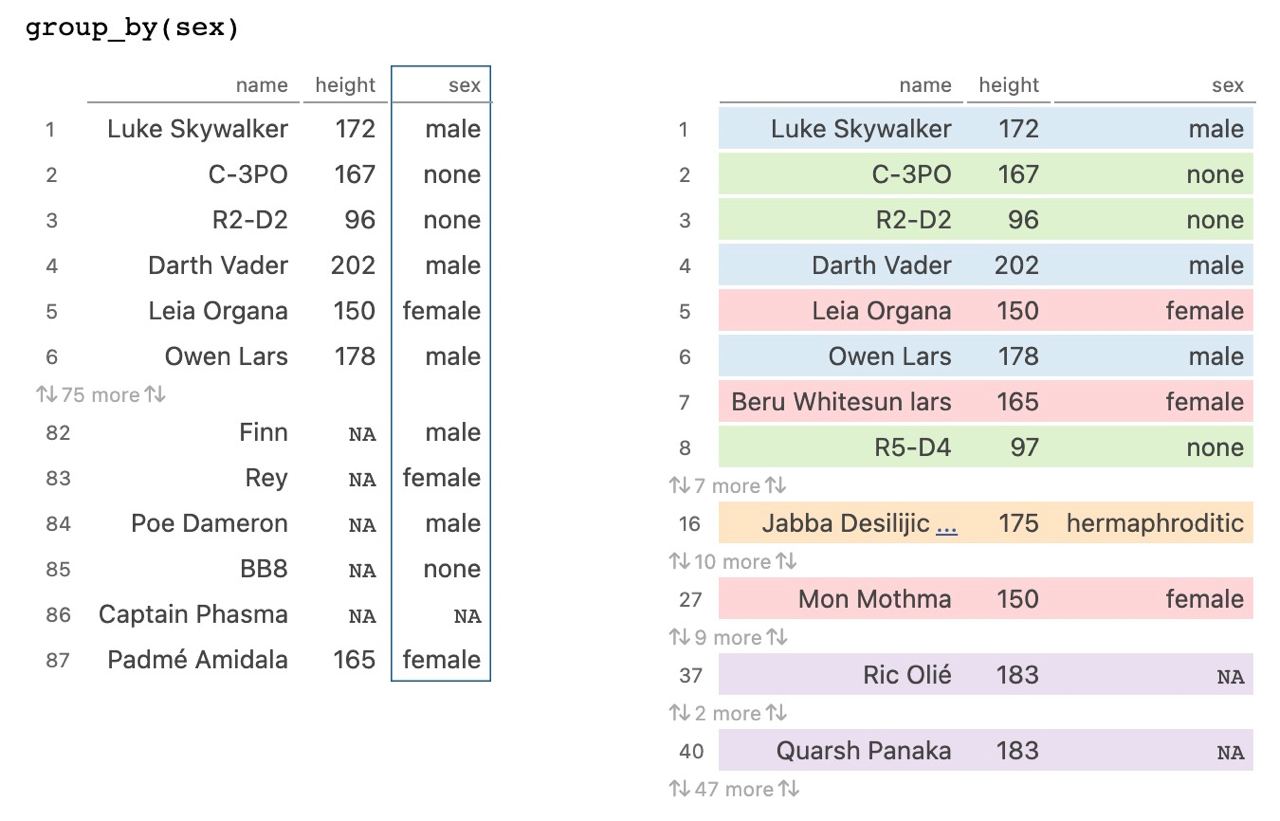 group_by(sex)
name height sex
1 Luke Skywalker 172 male
2 C-3PO 167 none
3 R2-D2 96 none
4 Darth Vader 202 male
5 Leia Organa 150 female
6 Owen Lars 178 male
⇅ 75 more ⇅
82 Finn NA male
83 Rey NA female
84 Poe Dameron NA male
85 BB8 NA none
86 Captain Phasma NA NA
87 Padmé Amidala 165 female
name height sex
1 Luke Skywalker 172 male
2 C-3PO 167 none
3 R2-D2 96 none
4 Darth Vader 202 male
5 Leia Organa 150 female
6 Owen Lars 178 male
7 Beru Whitesun lars 165 female
8 R5-D4 97 none
⇅ 7 more ⇅
16 Jabba Desilijic ... 175 hermaphroditic
⇅ 10 more ⇅
27 Mon Mothma 150 female
⇅ 9 more ⇅
37 Ric Olié 183 NA
⇅ 2 more ⇅
40 Quarsh Panaka 183 NA
⇅ 47 more ⇅